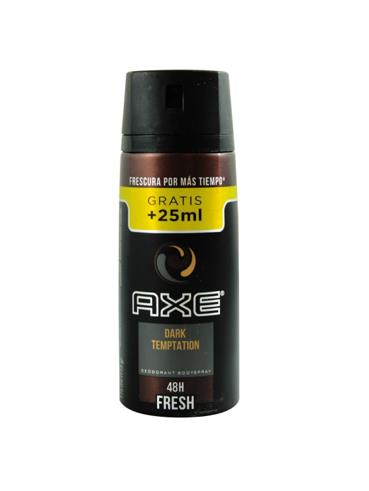 FRESCURA POR MÁS TIEMPO*
GRATIS
+25ml
AXE®
DARK
TEMPTATION
DEODORANT BODYSPRAY
48H
FRESH